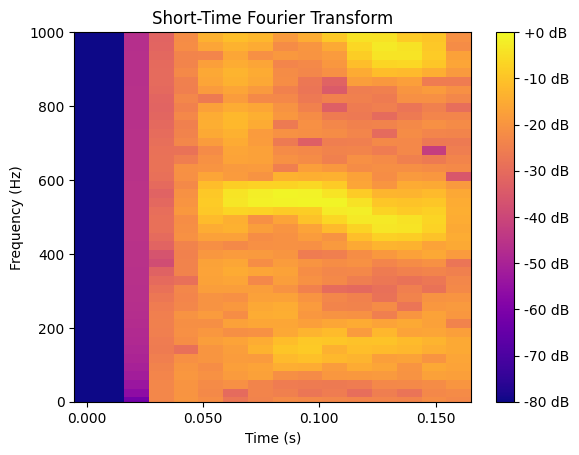 Short-Time Fourier Transform
1000
800
600
400
200
0
Frequency (Hz)
0.000
0.050
0.100
0.150
Time (s)
+0 dB
-10 dB
-20 dB
-30 dB
-40 dB
-50 dB
-60 dB
-70 dB
-80 dB